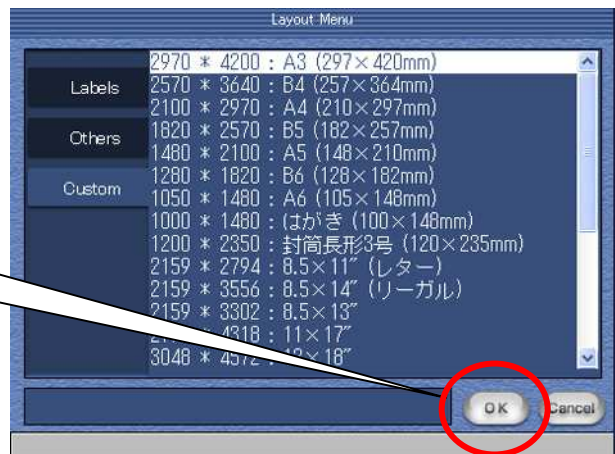 Layout Menu
Labels
Others
Custom
2970 * 4200 : A3 (297×420mm)
2570 * 3640 : B4 (257×364mm)
2100 * 2970 : A4 (210×297mm)
1820 * 2570 : B5 (182×257mm)
1480 * 2100 : A5 (148×210mm)
1280 * 1820 : B6 (128×182mm)
1050 * 1480 : A6 (105×148mm)
1000 * 1480 : はがき (100×148mm)
1200 * 2350 : 封筒長形3号 (120×235mm)
2159 * 2794 : 8.5×11″ (レター)
2159 * 3556 : 8.5×14″ (リーガル)
2159 * 3302 : 8.5×13″
* 4318 : 11×17″
3048 * 4572 : 12×18″
OK
Cancel